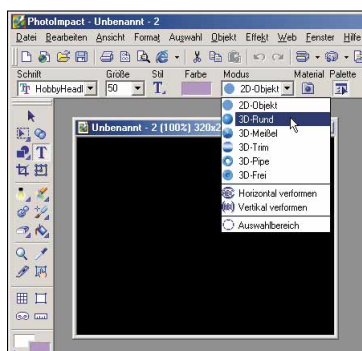 PhotoImpact - Unbenannt - 2
Datei Bearbeiten Ansicht Format Auswahl Objekt Effekt Web Fenster Hilfe
Schrift Größe Stil Farbe Modus Material Palette
HobbyHeadl 50 T 2D-Objekt
2D-Objekt
3D-Rund
3D-Meißel
3D-Trim
3D-Pipe
3D-Frei
Horizontal verformen
Vertikal verformen
Auswahlbereich
Unbenannt - 2 (100%) 320x2